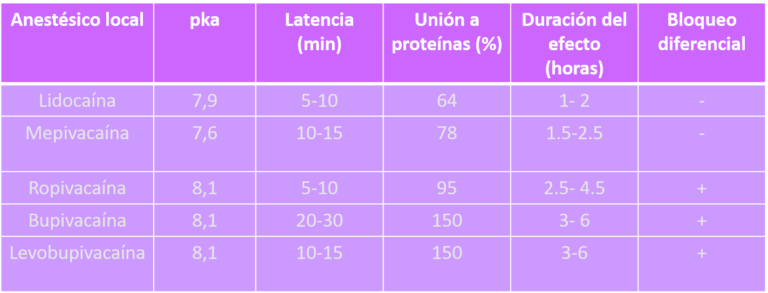 Anestésico local pka Latencia (min) Unión a proteínas (%) Duración del efecto (horas) Bloqueo diferencial
Lidocaína 7,9 5-10 64 1- 2 -
Mepivacaína 7,6 10-15 78 1.5-2.5 -
Ropivacaína 8,1 5-10 95 2.5- 4.5 +
Bupivacaína 8,1 20-30 150 3- 6 +
Levobupivacaína 8,1 10-15 150 3-6 +